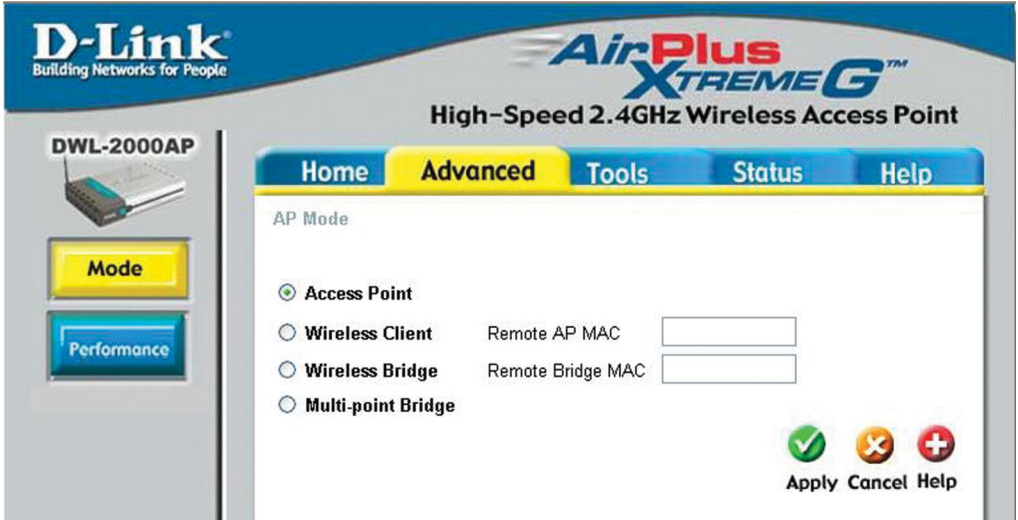 D-Link®
Building Networks for People
AirPlus
XTREME G™
High-Speed 2.4GHz Wireless Access Point
DWL-2000AP
Home Advanced Tools Status Help
Mode
Performance
AP Mode
Access Point
Wireless Client Remote AP MAC
Wireless Bridge Remote Bridge MAC
Multi-point Bridge
Apply Cancel Help